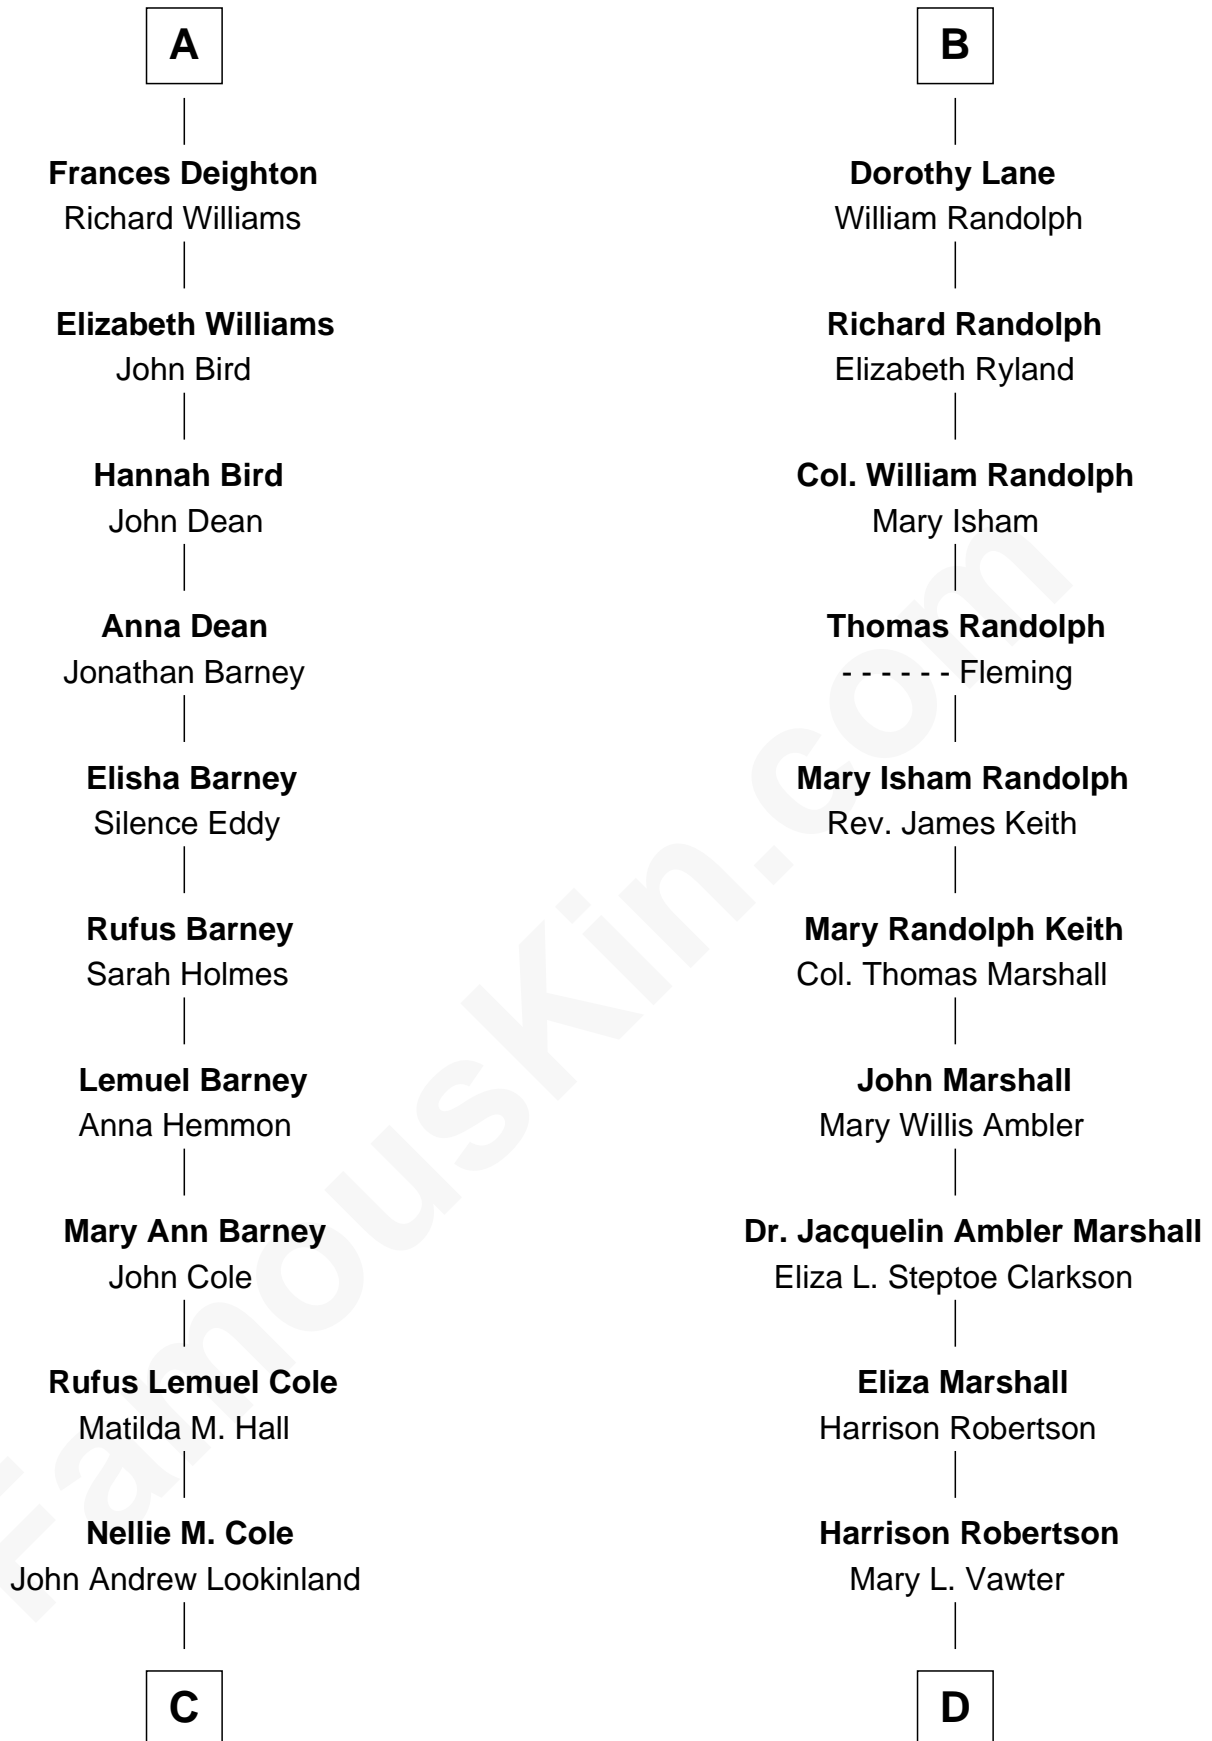 A
Frances Deighton
Richard Williams
Elizabeth Williams
John Bird
Hannah Bird
John Dean
Anna Dean
Jonathan Barney
Elisha Barney
Silence Eddy
Rufus Barney
Sarah Holmes
Lemuel Barney
Anna Hemmon
Mary Ann Barney
John Cole
Rufus Lemuel Cole
Matilda M. Hall
Nellie M. Cole
John Andrew Lookinland
C
B
Dorothy Lane
William Randolph
Richard Randolph
Elizabeth Ryland
Col. William Randolph
Mary Isham
Thomas Randolph
- - - - - - Fleming
Mary Isham Randolph
Rev. James Keith
Mary Randolph Keith
Col. Thomas Marshall
John Marshall
Mary Willis Ambler
Dr. Jacquelin Ambler Marshall
Eliza L. Steptoe Clarkson
Eliza Marshall
Harrison Robertson
Harrison Robertson
Mary L. Vawter
D
FamousKin.com